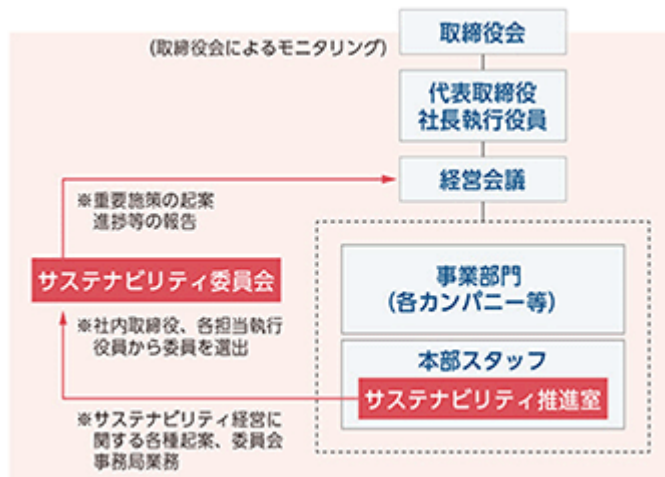 取締役会
(取締役会によるモニタリング)
代表取締役
社長執行役員
経営会議
※重要施策の起案
進捗等の報告
サステナビリティ委員会
※社内取締役、各担当執行
役員から委員を選出
事業部門
(各カンパニー等)
本部スタッフ
サステナビリティ推進室
※サステナビリティ経営に
関する各種起案、委員会
事務局業務